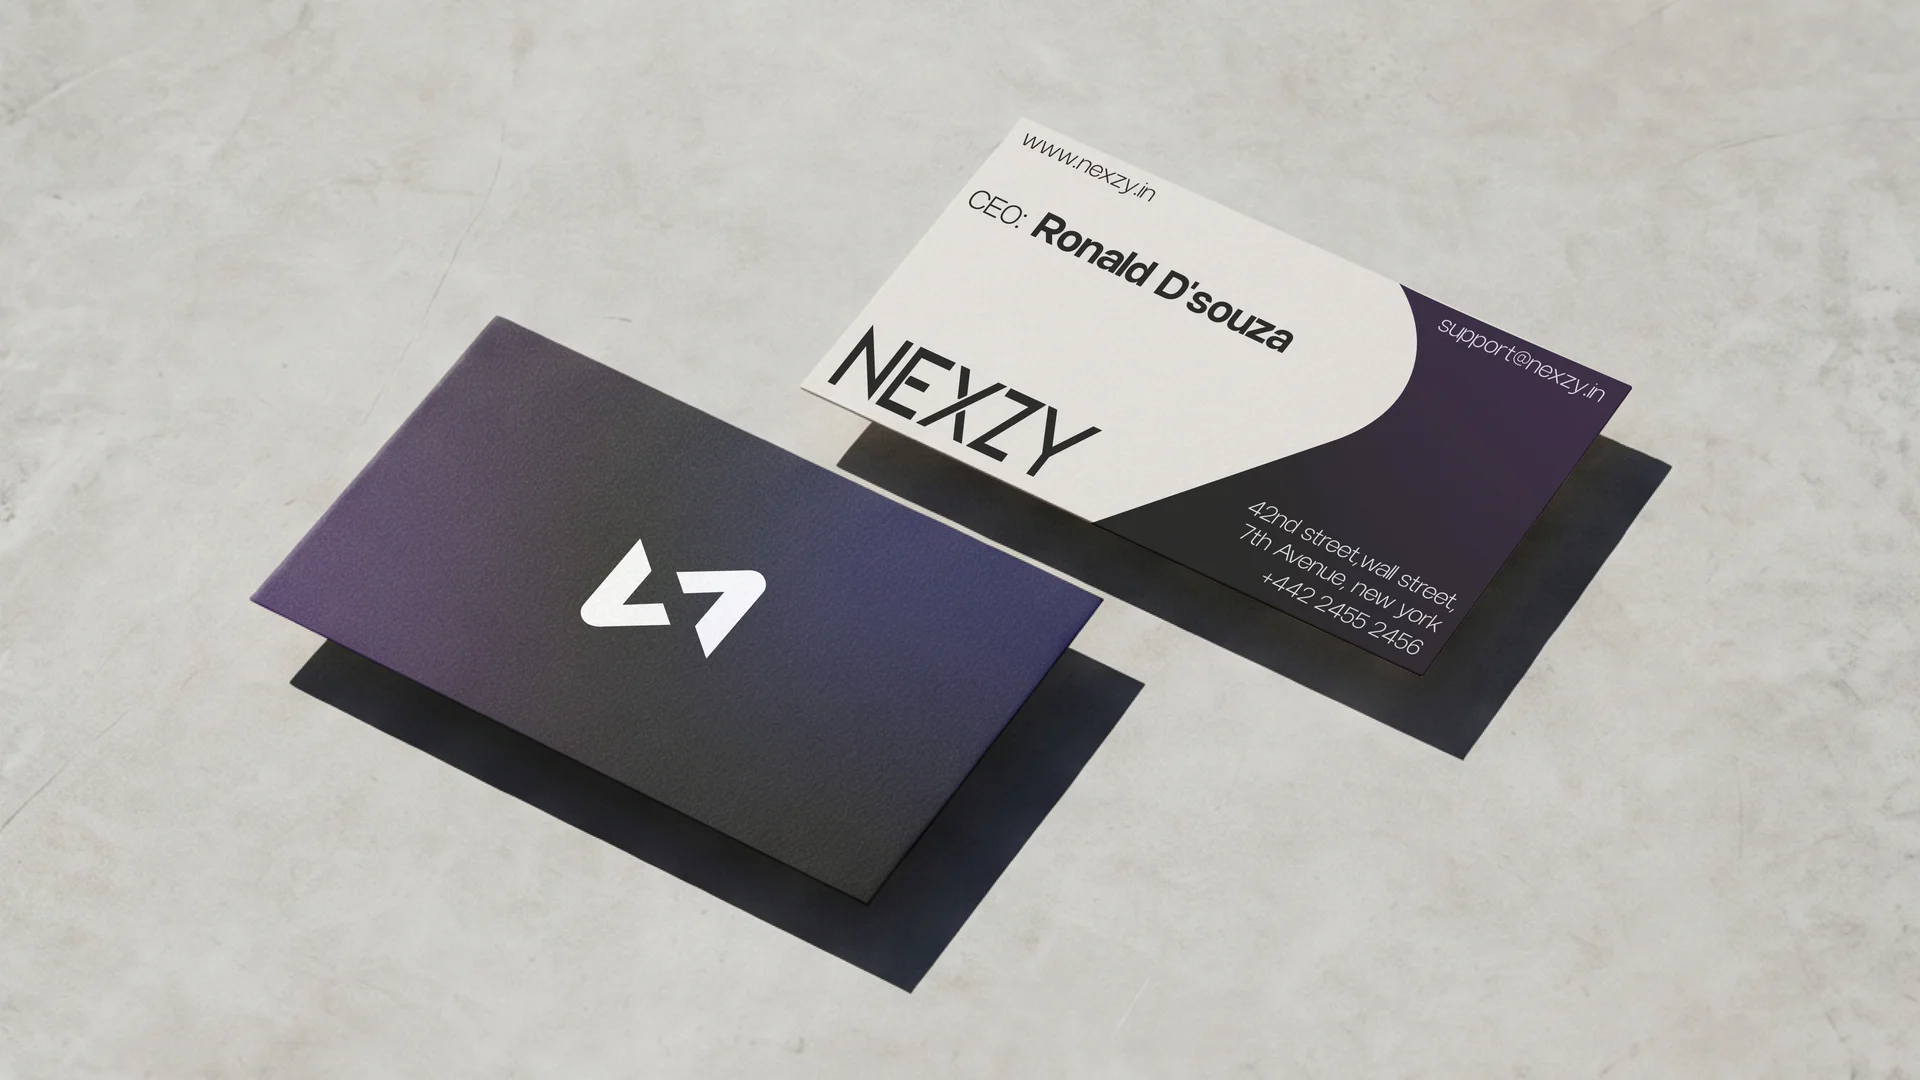 www.nexzy.in
CEO: Ronald D'souza
NEXZY
support@nexzy.in
42nd street,wall street,
7th Avenue, new york
+442 2455 2456